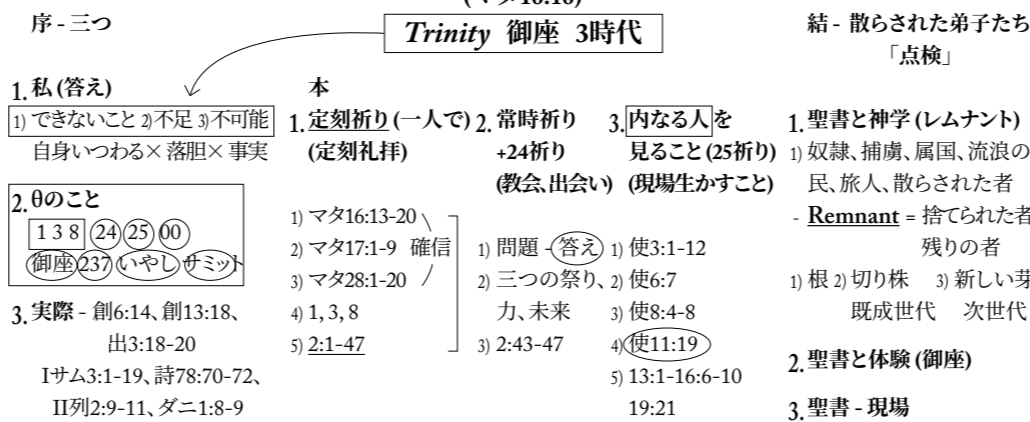 (マタ16:16)
Trinity 御座 3時代
序 - 三つ
1. 私 (答え)
1) できないこと 2)不足 3)不可能
自身いつわる× 落胆× 事実
2. θのこと
1 3 8 24 25 00
御座 237 いやし サミット
3. 実際 - 創6:14、創13:18、
出3:18-20
Iサム3:1-19、詩78:70-72、
II列2:9-11、ダニ1:8-9
本
1. 定刻祈り (一人で)
(定刻礼拝)
1) マタ16:13-20
2) マタ17:1-9 確信
3) マタ28:1-20
4) 1, 3, 8
5) 2:1-47
2. 常時祈り
+24祈り
(教会、出会い)
1) 問題 - 答え
2) 三つの祭り、
力、未来
3) 2:43-47
3. 内なる人を
見ること (25祈り)
(現場生かすこと)
1) 使3:1-12
2) 使6:7
3) 使8:4-8
4) 使11:19
5) 13:1-16:6-10
19:21
結 - 散らされた弟子たち
「点検」
1. 聖書と神学 (レムナント)
1) 奴隷、捕虜、属国、流浪の
民、旅人、散らされた者
- Remnant = 捨てられた者
残りの者
1) 根 2) 切り株 3) 新しい芽
既成世代 次世代
2. 聖書と体験 (御座)
3. 聖書 - 現場